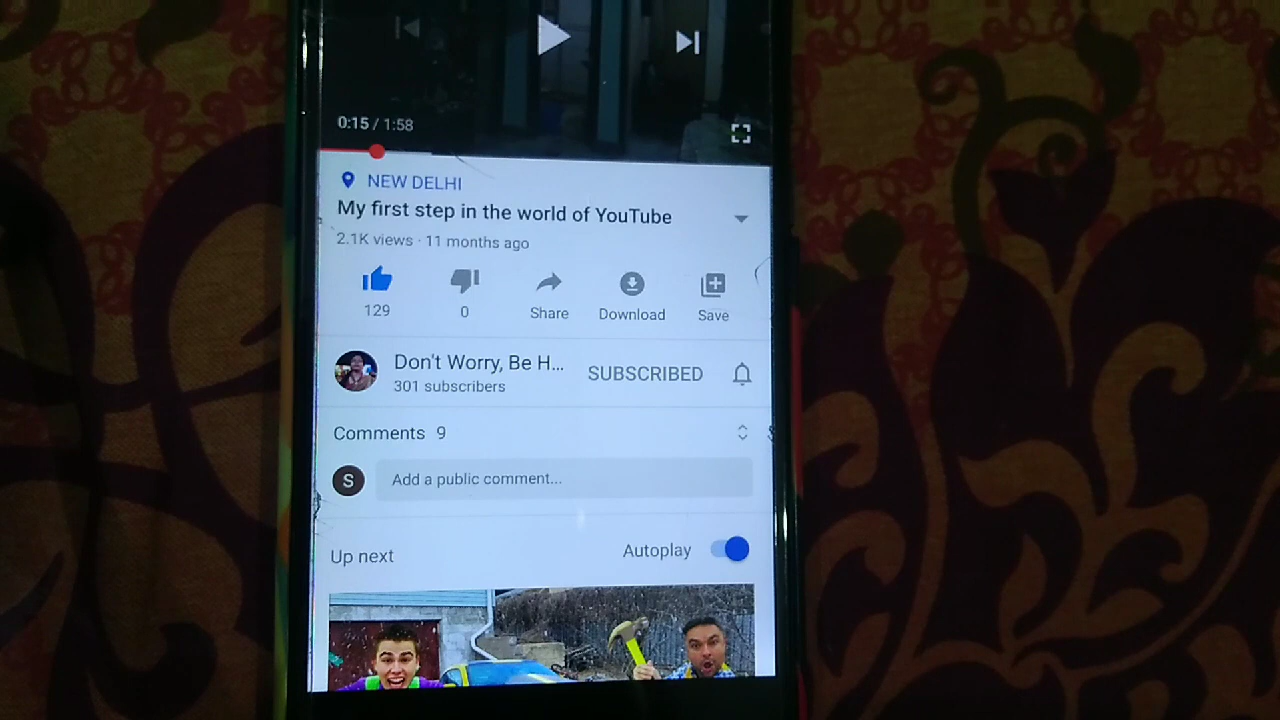 0:15 / 1:58
NEW DELHI
My first step in the world of YouTube
2.1K views · 11 months ago
129
0
Share
Download
Save
Don't Worry, Be H...
SUBSCRIBED
301 subscribers
Comments 9
S
Add a public comment...
Up next
Autoplay